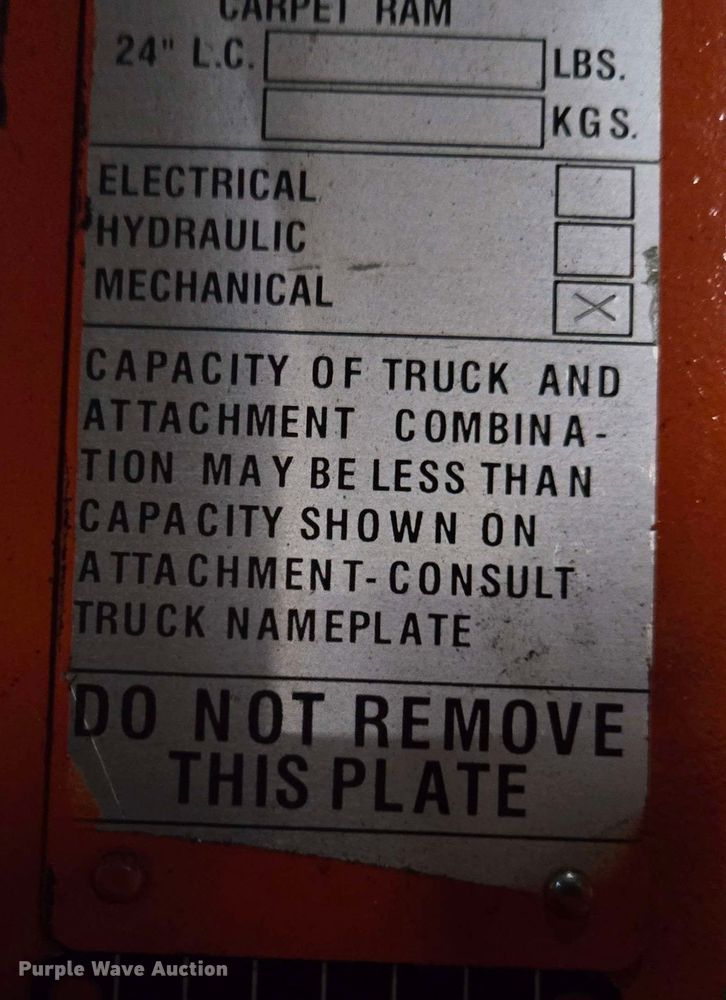 CARPET RAM
24" L.C. LBS.
KGS.
ELECTRICAL
HYDRAULIC
MECHANICAL X
CAPACITY OF TRUCK AND
ATTACHMENT COMBINA-
TION MAY BE LESS THAN
CAPACITY SHOWN ON
ATTACHMENT-CONSULT
TRUCK NAMEPLATE
DO NOT REMOVE
THIS PLATE
Purple Wave Auction